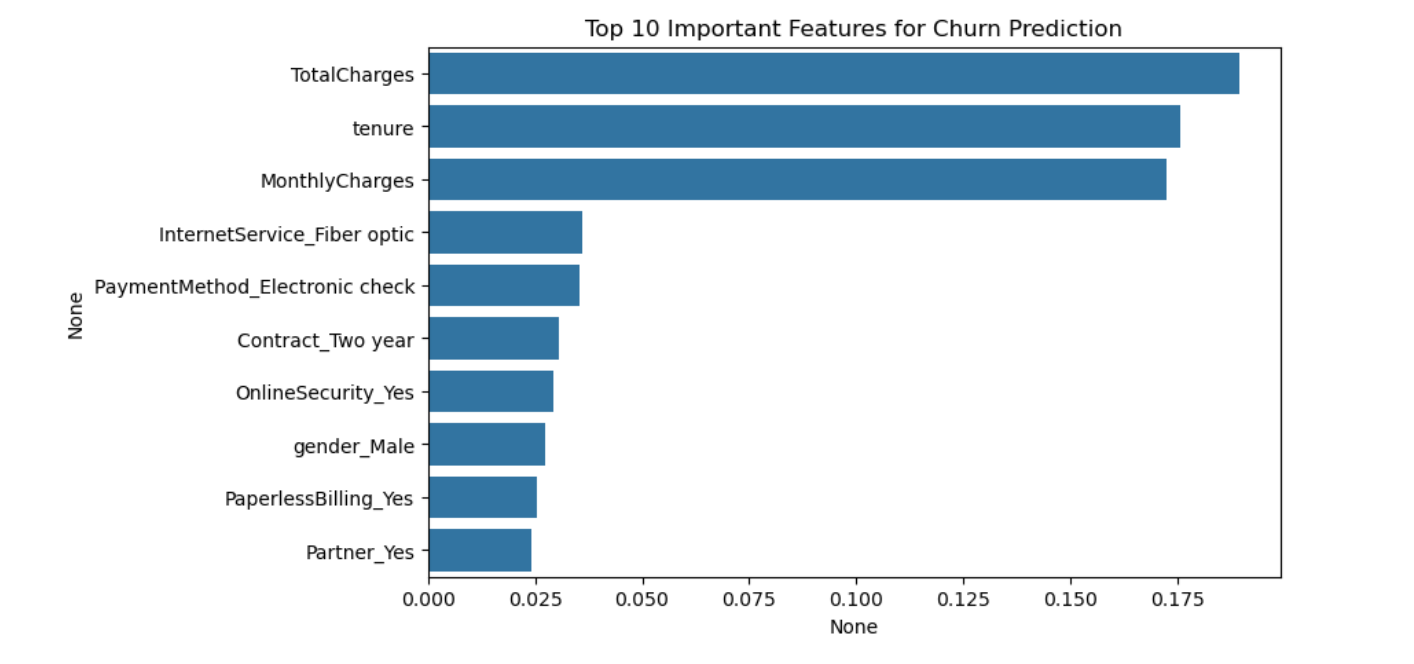 Top 10 Important Features for Churn Prediction
TotalCharges
tenure
MonthlyCharges
InternetService_Fiber optic
PaymentMethod_Electronic check
Contract_Two year
OnlineSecurity_Yes
gender_Male
PaperlessBilling_Yes
Partner_Yes
None
0.000 0.025 0.050 0.075 0.100 0.125 0.150 0.175
None